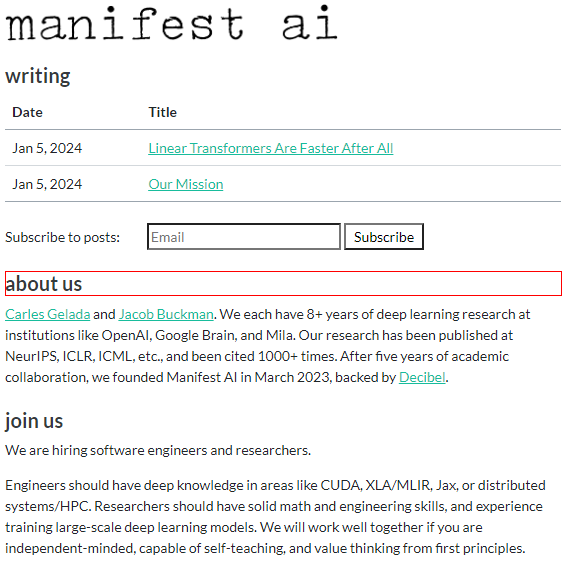 manifest ai
writing
Date Title
Jan 5, 2024 Linear Transformers Are Faster After All
Jan 5, 2024 Our Mission
Subscribe to posts: Email Subscribe
about us
Carles Gelada and Jacob Buckman. We each have 8+ years of deep learning research at
institutions like OpenAI, Google Brain, and Mila. Our research has been published at
NeurIPS, ICLR, ICML, etc., and been cited 1000+ times. After five years of academic
collaboration, we founded Manifest AI in March 2023, backed by Decibel.
join us
We are hiring software engineers and researchers.
Engineers should have deep knowledge in areas like CUDA, XLA/MLIR, Jax, or distributed
systems/HPC. Researchers should have solid math and engineering skills, and experience
training large-scale deep learning models. We will work well together if you are
independent-minded, capable of self-teaching, and value thinking from first principles.